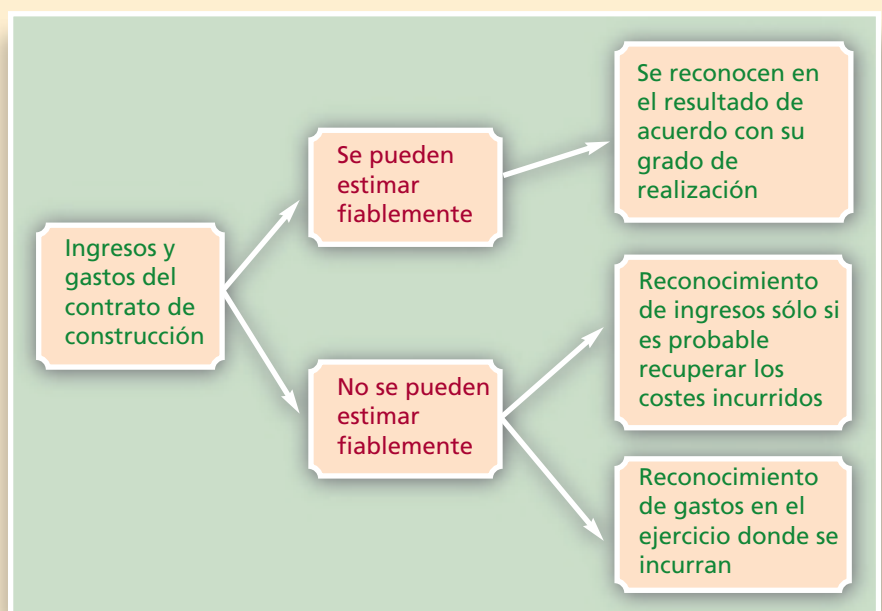 Ingresos y
gastos del
contrato de
construcción
Se pueden
estimar
fiablemente
Se reconocen en
el resultado de
acuerdo con su
grado de
realización
No se pueden
estimar
fiablemente
Reconocimiento
de ingresos sólo si
es probable
recuperar los
costes incurridos
Reconocimiento
de gastos en el
ejercicio donde se
incurran